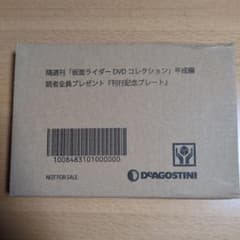 隔週刊「仮面ライダーDVDコレクション」平成編
読者全員プレゼント『刊行記念プレート』
1008483101000000
NOT FOR SALE
DeAGOSTINI